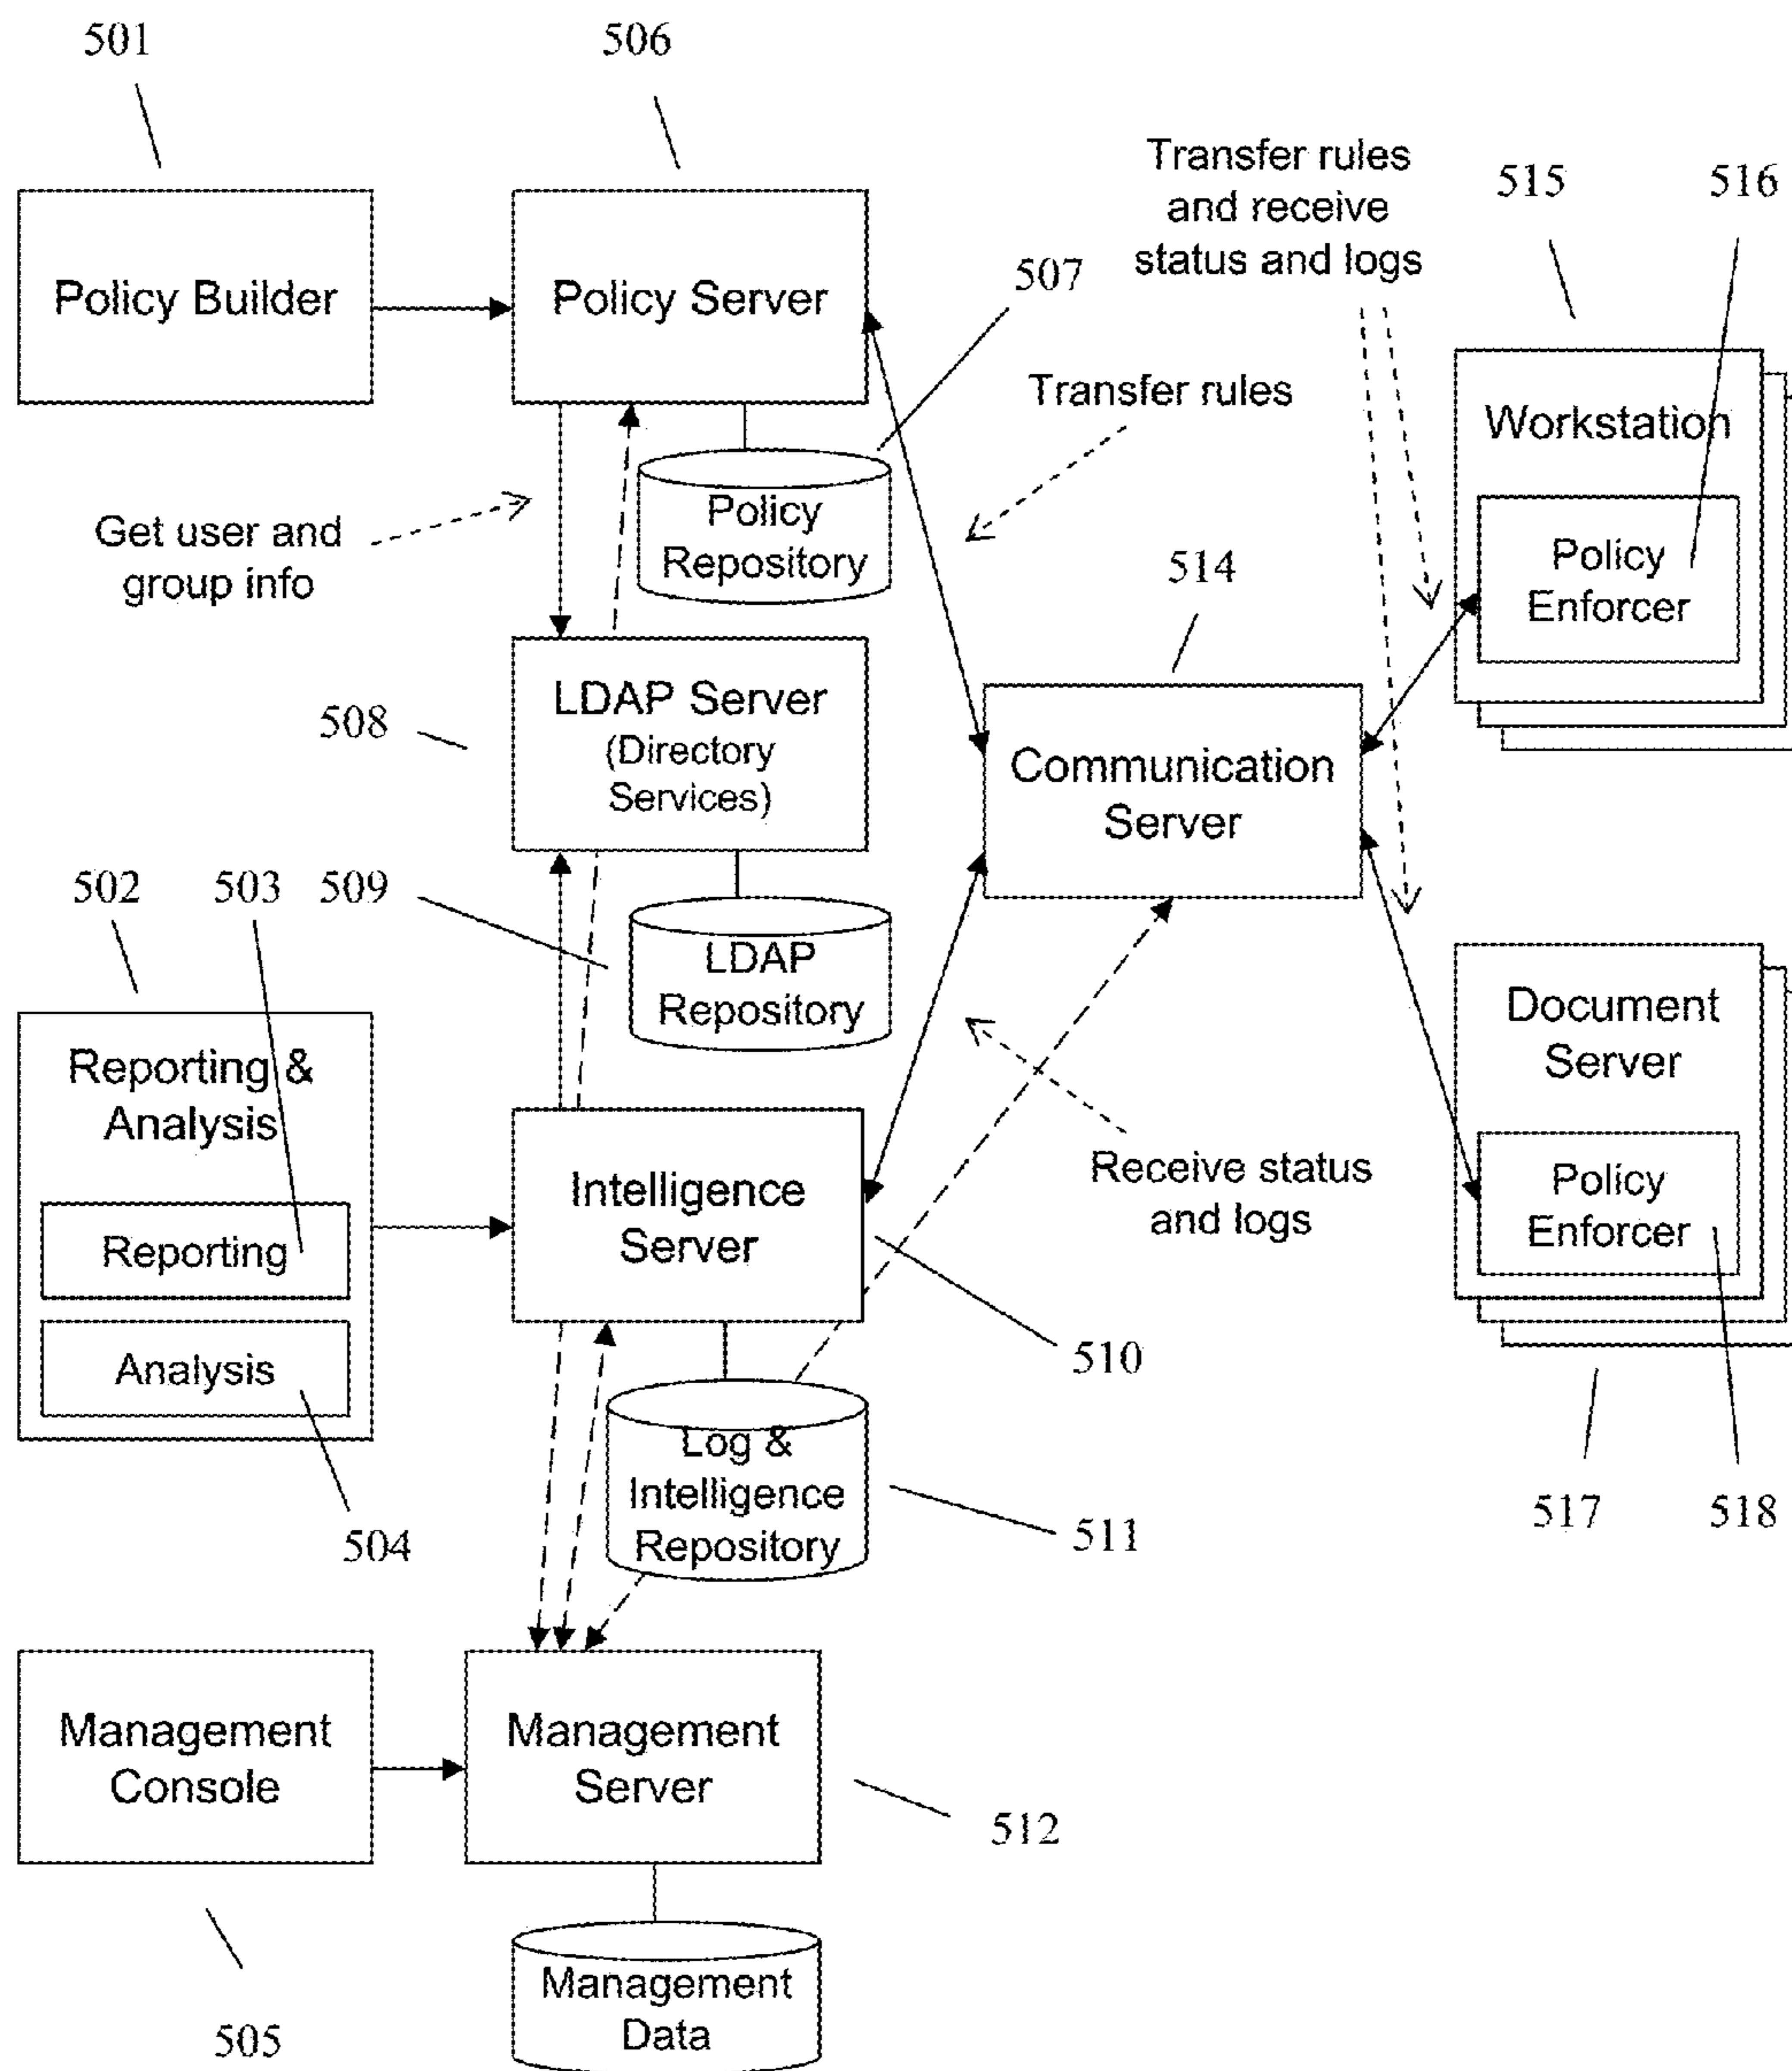 501
506
Transfer rules
and receive
status and logs
515
516
507
Policy Builder
Policy Server
Transfer rules
Workstation
Policy
Repository
Get user and
group info
Policy
Enforcer
514
LDAP Server
(Directory
Services)
508
Communication
Server
502
503
509
LDAP
Repository
Document
Server
Reporting &
Analysis
Receive status
and logs
Intelligence
Server
Policy
Enforcer
Reporting
Analysis
510
Log &
Intelligence
Repository
504
511
517
518
Management
Console
Management
Server
512
Management
Data
505